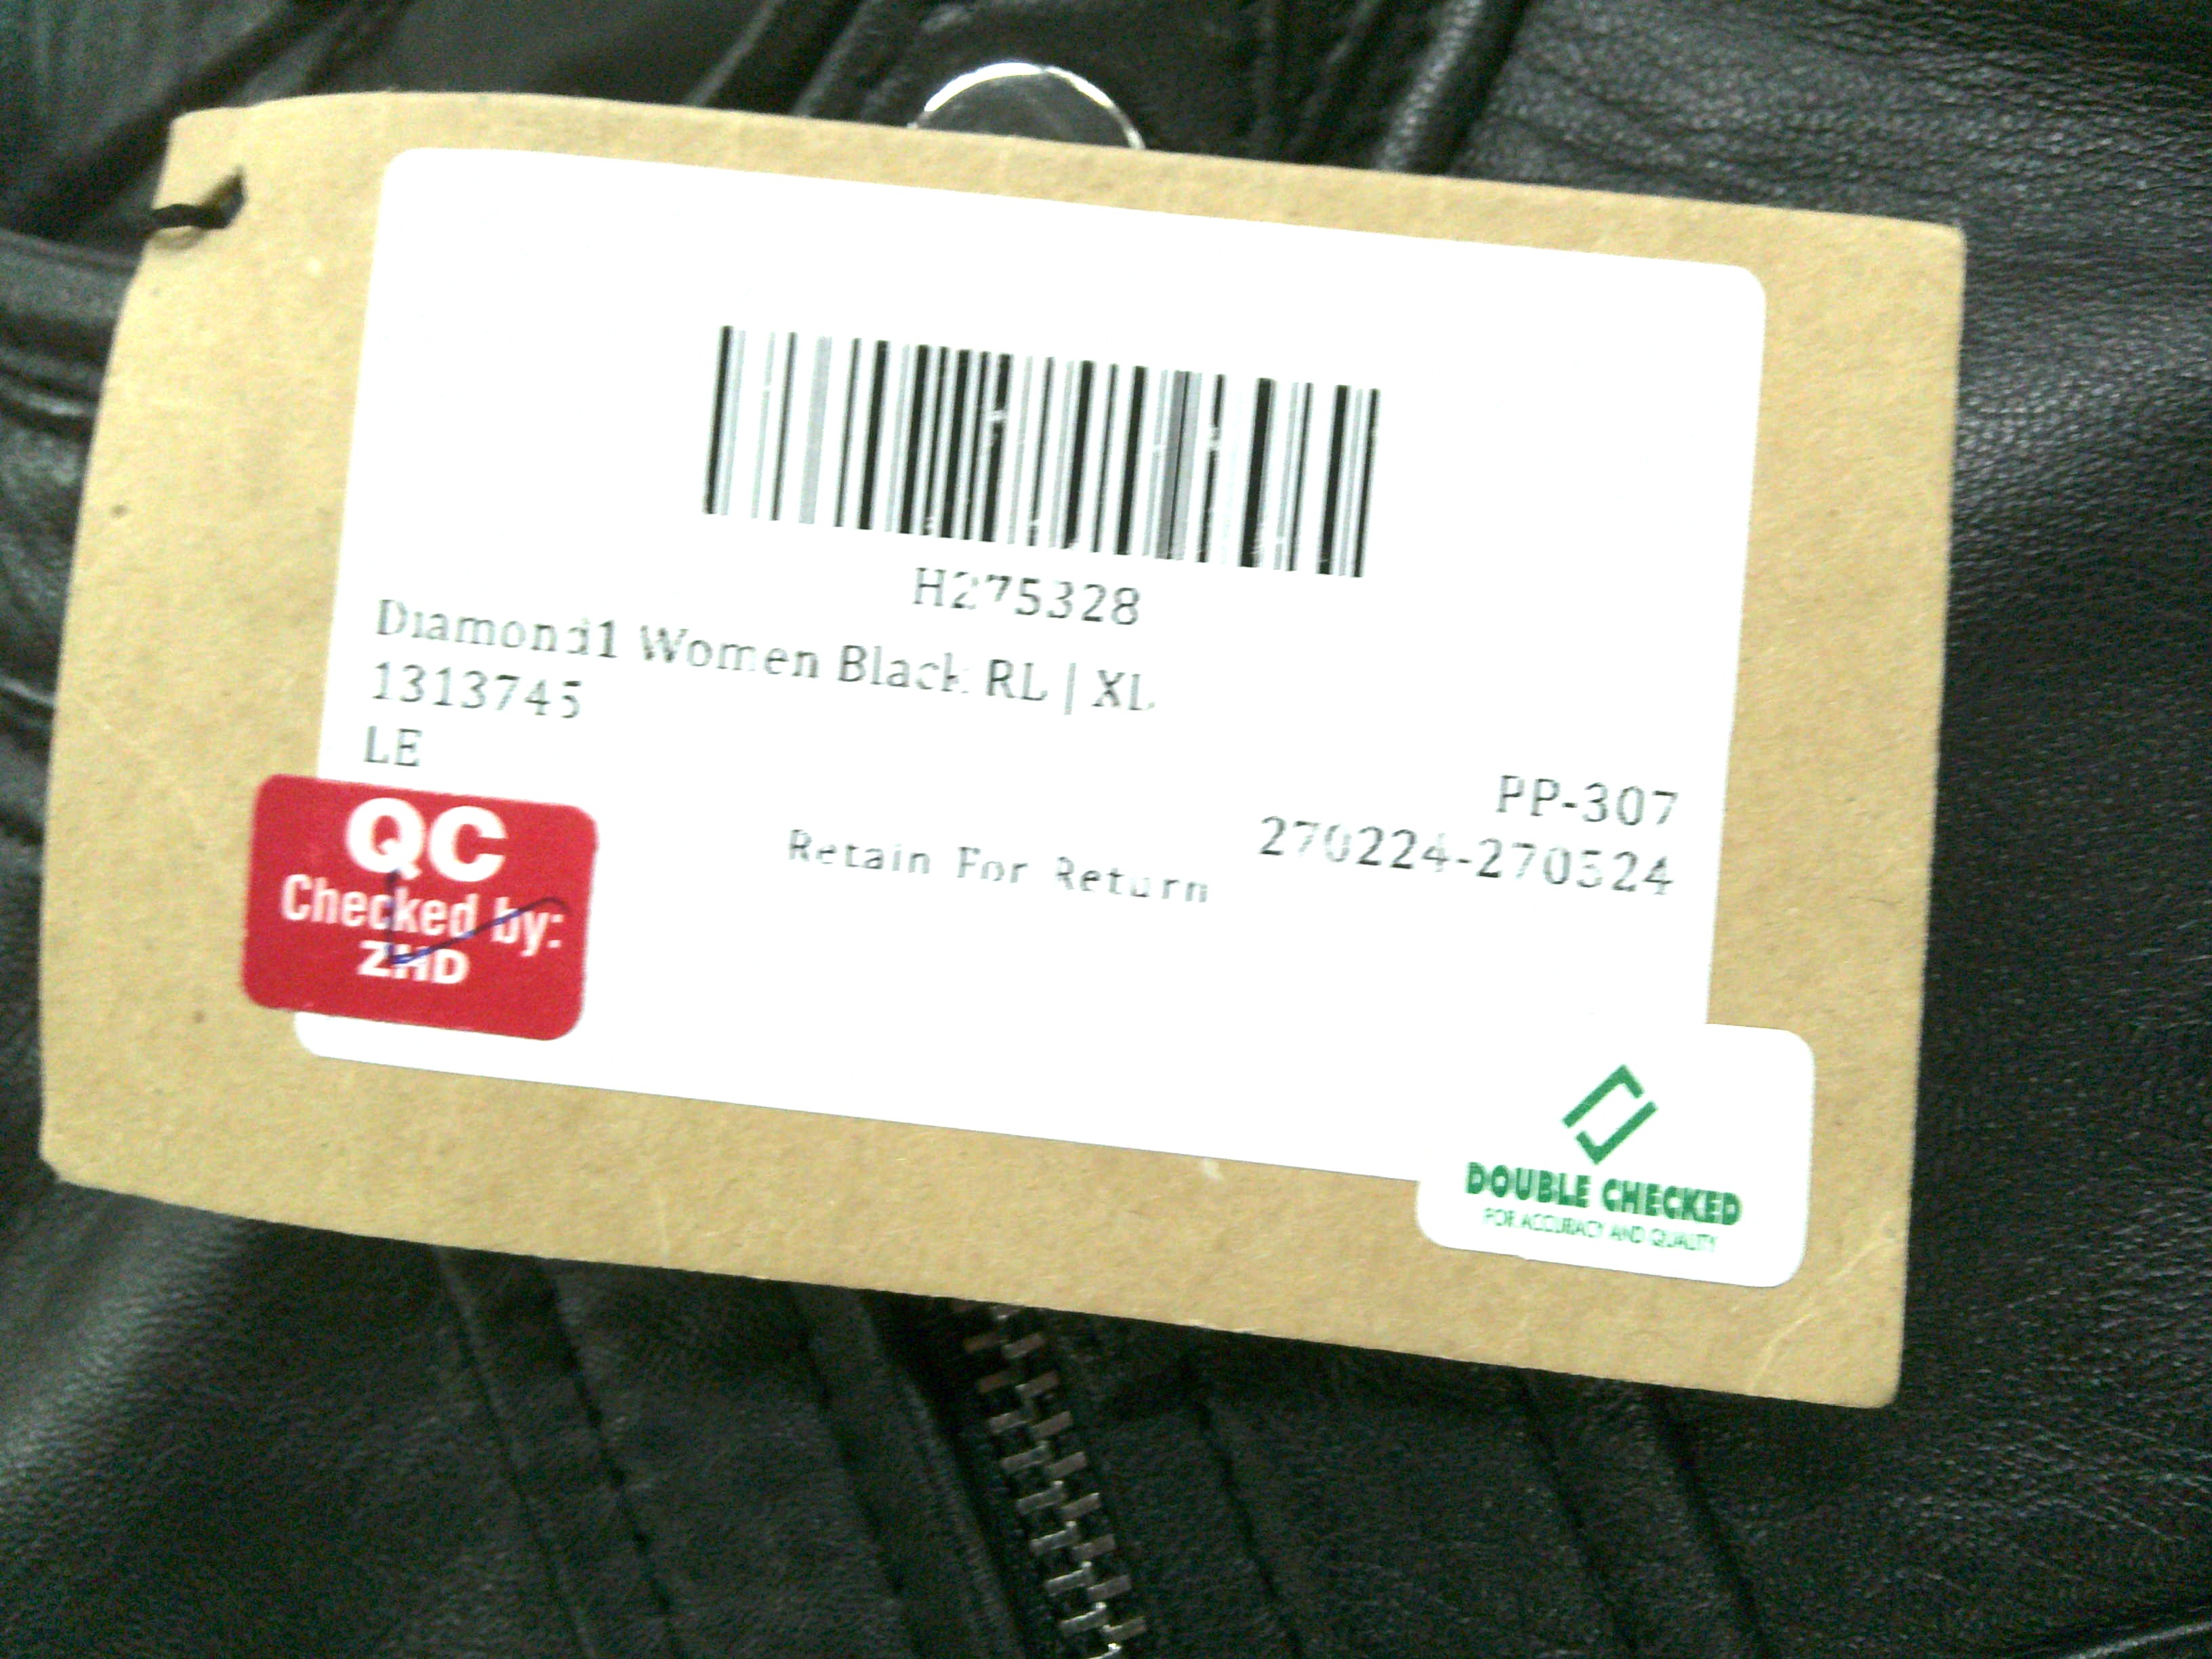 H275328
Diamond1 Women Black RL | XL
1313745
LE
PP-307
270224-270524
Retain For Return
QC
Checked by:
ZHD
DOUBLE CHECKED
FOR ACCURACY AND QUALITY